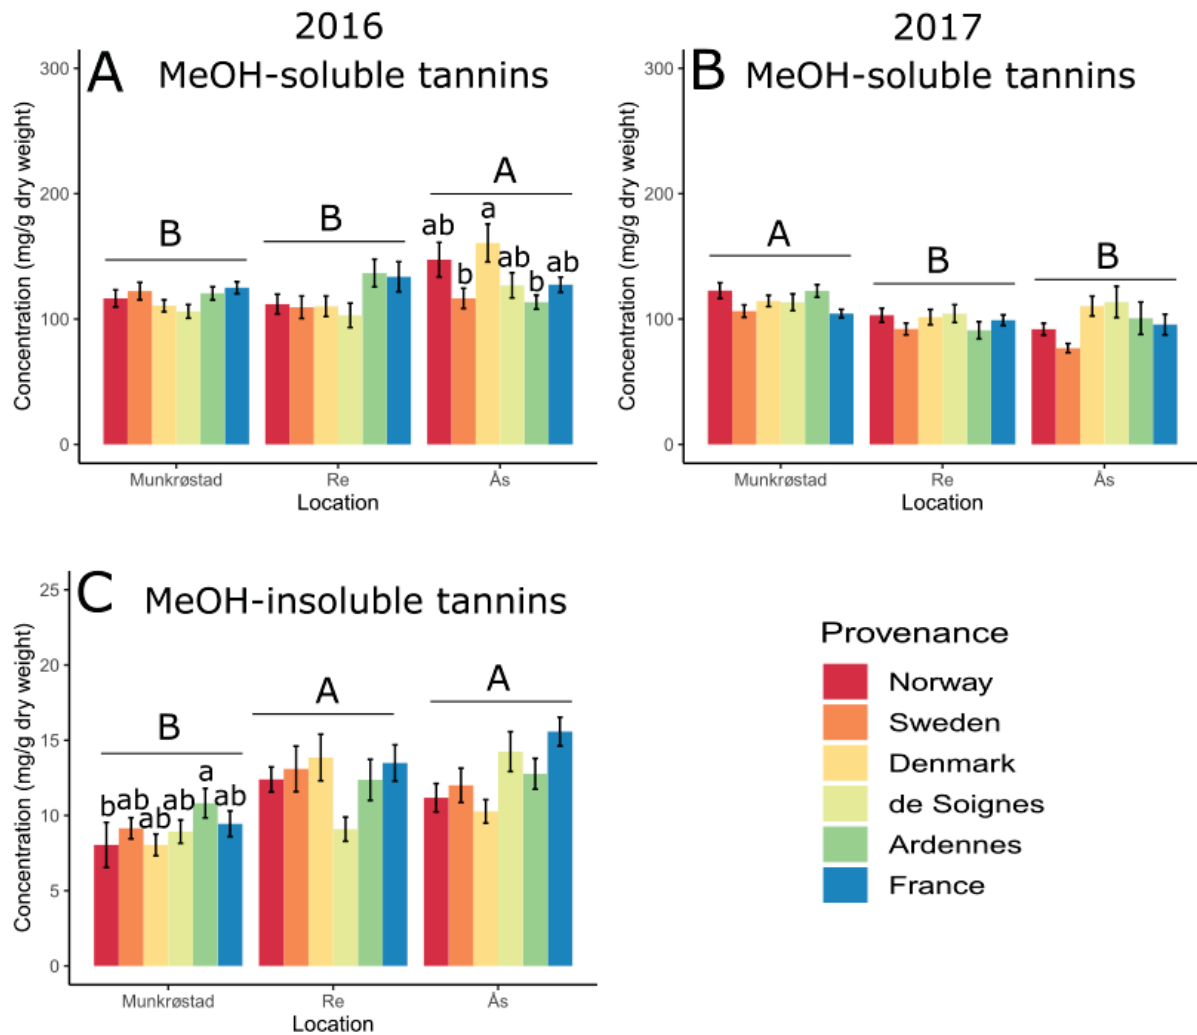 2016
2017
A
MeOH-soluble tannins
B
MeOH-soluble tannins
Concentration (mg/g dry weight)
300
200
100
0
B
B
A
ab
b
a
ab
b
ab
Munkrøstad
Re
Ås
Location
Concentration (mg/g dry weight)
300
200
100
0
A
B
B
Munkrøstad
Re
Ås
Location
C
MeOH-insoluble tannins
Concentration (mg/g dry weight)
25
20
15
10
5
0
B
A
A
b
ab
ab
ab
a
ab
Munkrøstad
Re
Ås
Location
Provenance
Norway
Sweden
Denmark
de Soignes
Ardennes
France